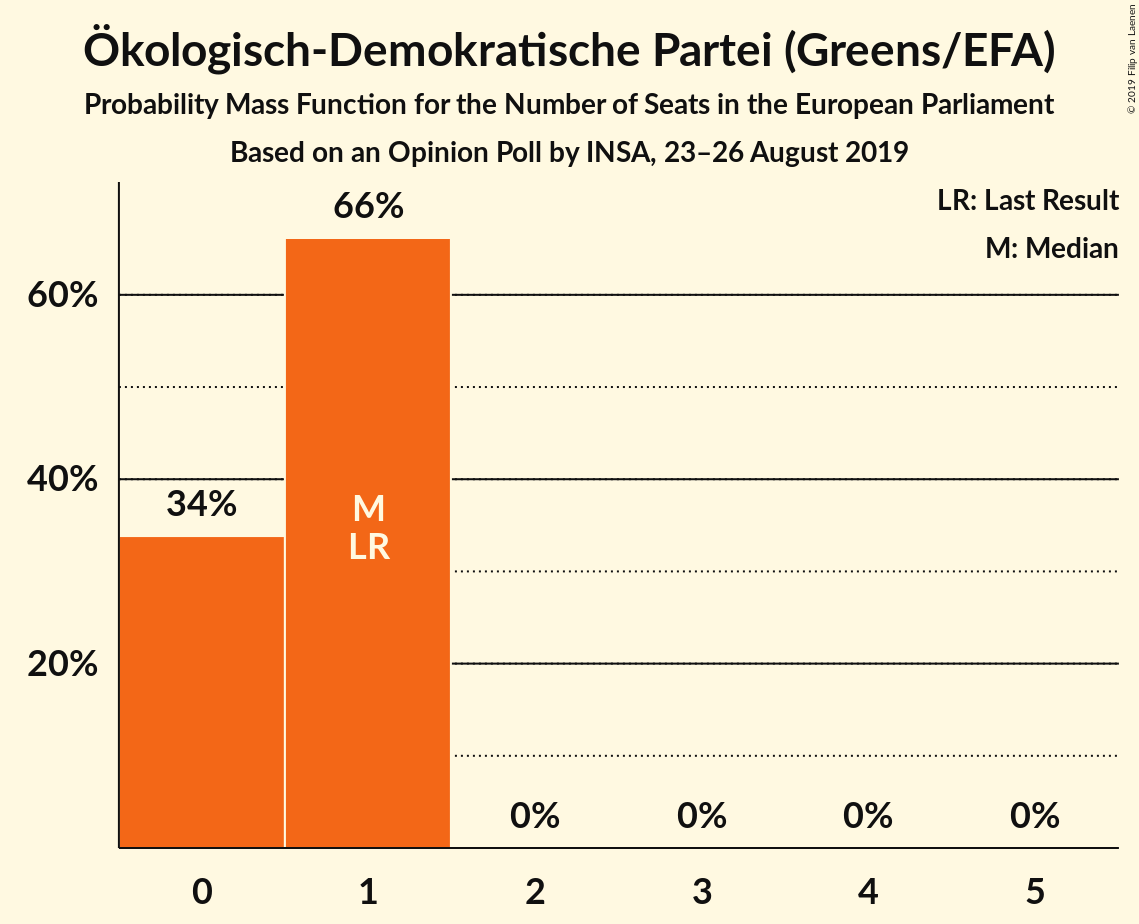 Ökologisch-Demokratische Partei (Greens/EFA)
Probability Mass Function for the Number of Seats in the European Parliament
Based on an Opinion Poll by INSA, 23–26 August 2019
© 2019 Filip van Laenen
LR: Last Result
M: Median
66%
60%
40%
34%
M
LR
20%
0% 0% 0% 0%
0 1 2 3 4 5